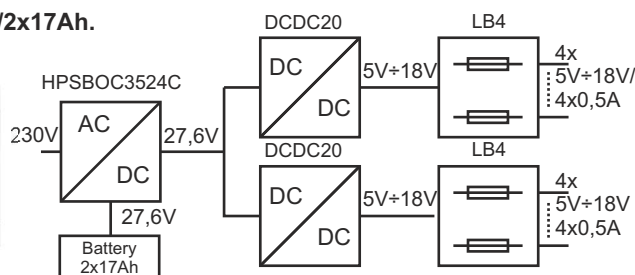 /2x17Ah.
DCDC20
LB4
DC
DC
5V÷18V
4x
5V÷18V/
4x0,5A
HPSBOC3524C
230V
AC
DC
27,6V
27,6V
Battery
2x17Ah
DCDC20
LB4
DC
DC
5V÷18V
4x
5V÷18V
4x0,5A